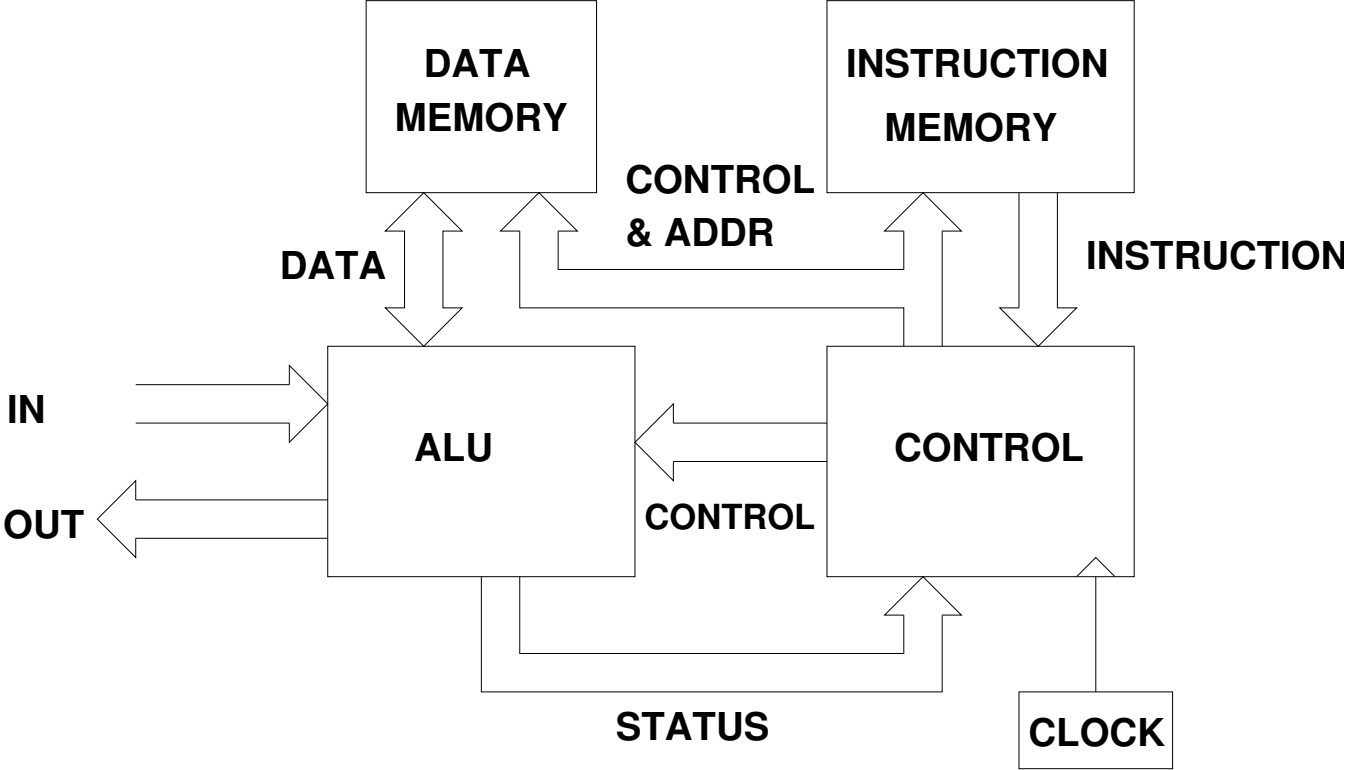 DATA
MEMORY
INSTRUCTION
MEMORY
CONTROL
& ADDR
DATA
INSTRUCTION
IN
ALU
CONTROL
OUT
CONTROL
STATUS
CLOCK